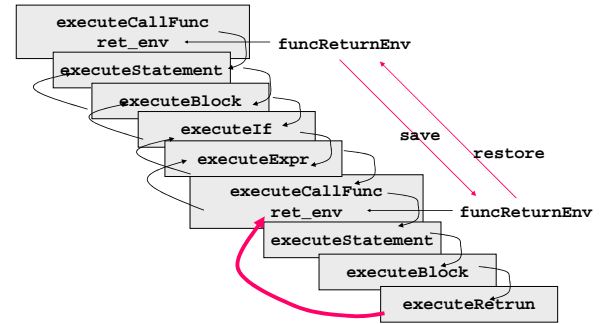 executeCallFunc
ret_env
funcReturnEnv
executeStatement
executeBlock
executeIf
save
executeExpr
restore
executeCallFunc
ret_env
funcReturnEnv
executeStatement
executeBlock
executeRetrun